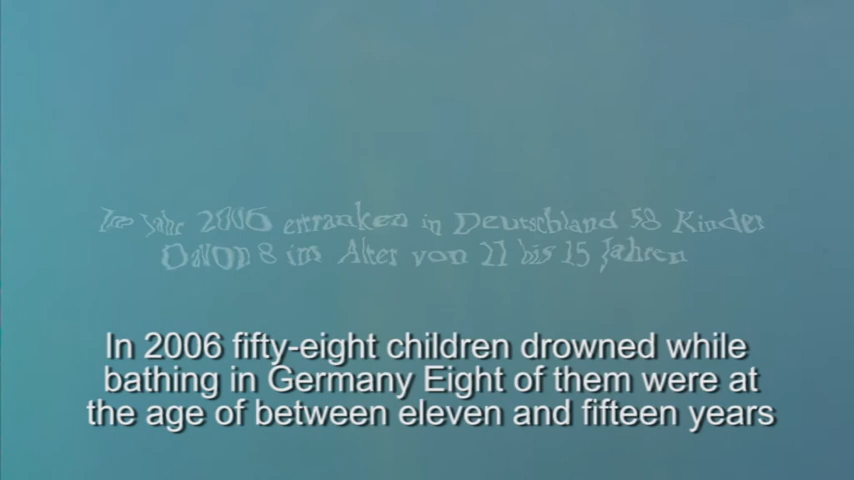 Im Jahr 2006 ertranken in Deutschland 58 Kinder
Davon 8 im Alter von 11 bis 15 Jahren
In 2006 fifty-eight children drowned while
bathing in Germany Eight of them were at
the age of between eleven and fifteen years